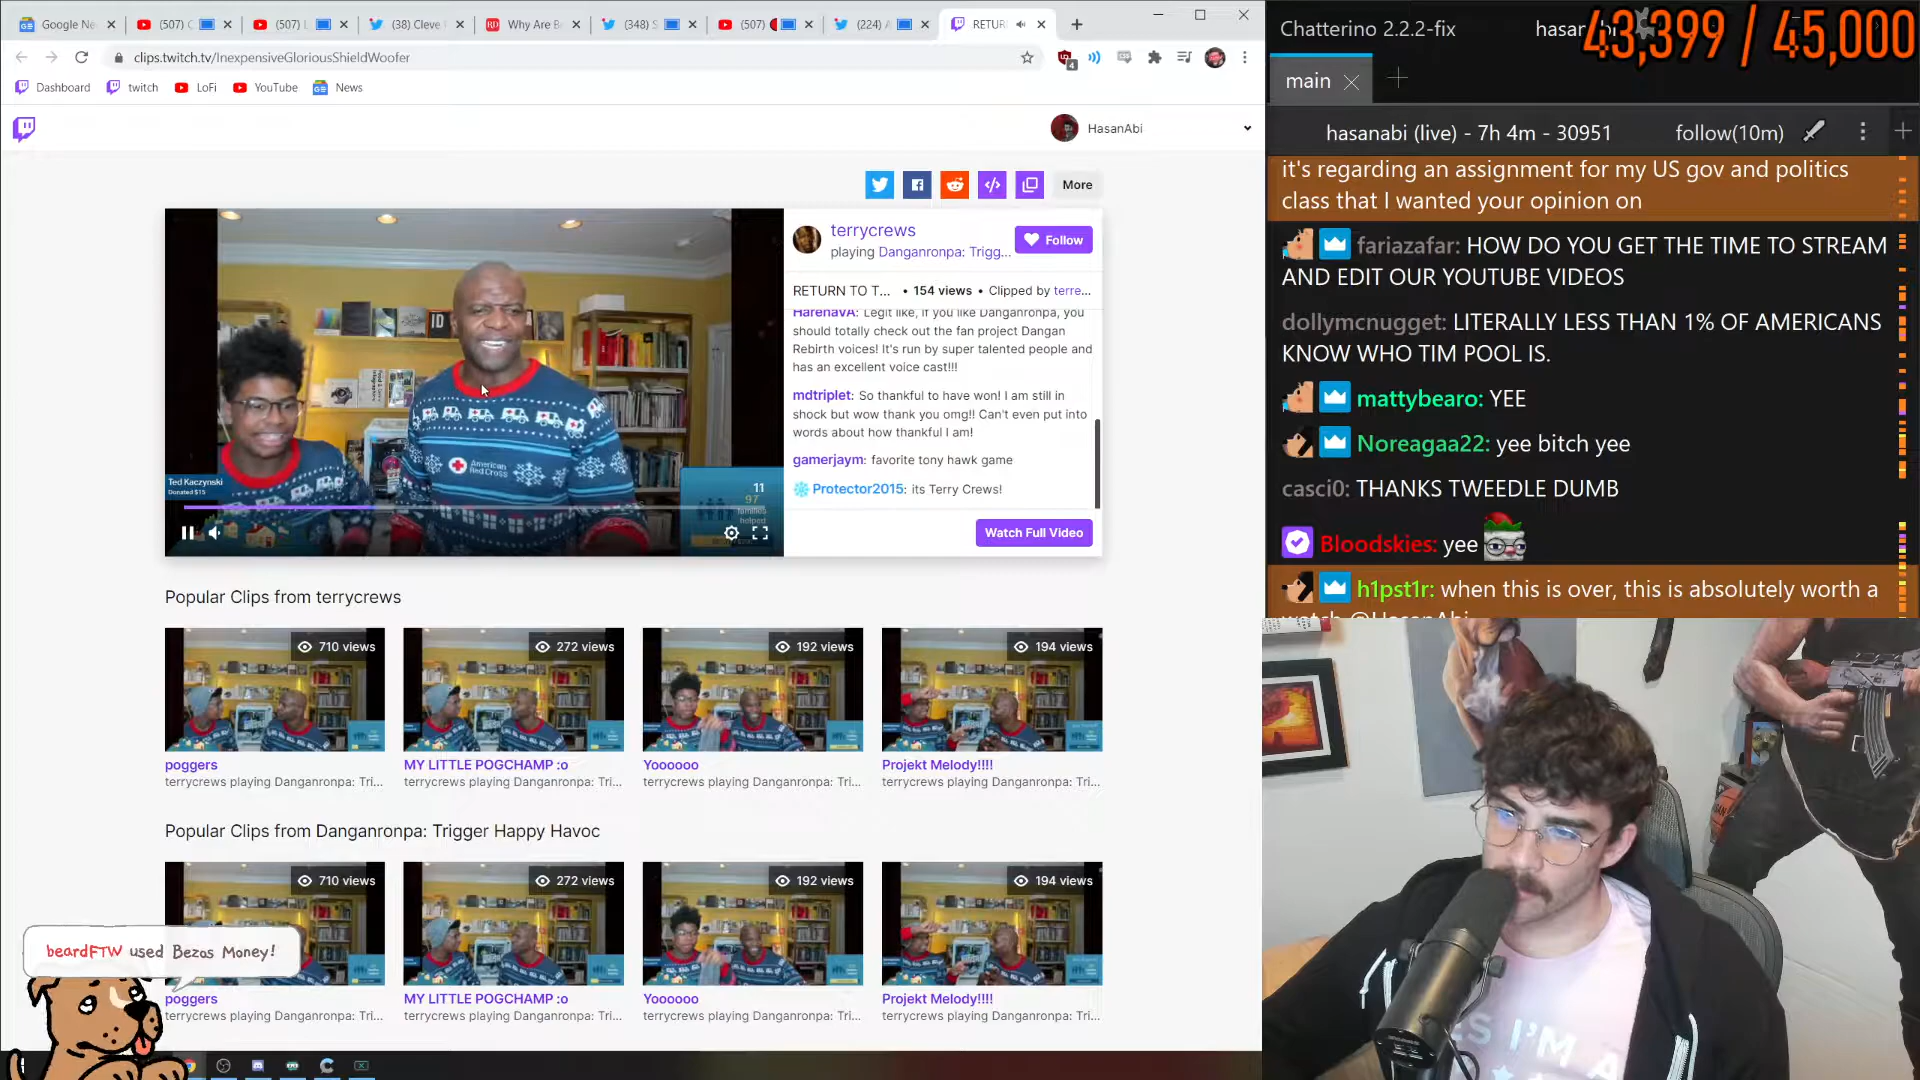 Google Ne
(507) C
(507) L
(38) Cleve
Why Are B
(348) S
(507)
(224) A
RETUR
clips.twitch.tv/InexpensiveGloriousShieldWoofer
Dashboard
twitch
LoFi
YouTube
News
HasanAbi
More
terrycrews
playing Danganronpa: Trigg...
Follow
RETURN TO T... • 154 views • Clipped by terre...
HarenaVA: Legit like, if you like Danganronpa, you
should totally check out the fan project Dangan
Rebirth voices! It's run by super talented people and
has an excellent voice cast!!!
mdtriplet: So thankful to have won! I am still in
shock but wow thank you omg!! Can't even put into
words about how thankful I am!
gamerjaym: favorite tony hawk game
Protector2015: its Terry Crews!
Watch Full Video
American
Red Cross
Ted Kaczynski
Donated $15
11
97
families
helped
Popular Clips from terrycrews
710 views
272 views
192 views
194 views
poggers
MY LITTLE POGCHAMP :o
Yoooooo
Projekt Melody!!!!
terrycrews playing Danganronpa: Tri...
terrycrews playing Danganronpa: Tri...
terrycrews playing Danganronpa: Tri...
terrycrews playing Danganronpa: Tri...
Popular Clips from Danganronpa: Trigger Happy Havoc
710 views
272 views
192 views
194 views
beardFTW used Bezos Money!
poggers
MY LITTLE POGCHAMP :o
Yoooooo
Projekt Melody!!!!
terrycrews playing Danganronpa: Tri...
terrycrews playing Danganronpa: Tri...
terrycrews playing Danganronpa: Tri...
Chatterino 2.2.2-fix
43,399 / 45,000
main
hasanabi (live) - 7h 4m - 30951
follow(10m)
it's regarding an assignment for my US gov and politics
class that I wanted your opinion on
fariazafar: HOW DO YOU GET THE TIME TO STREAM
AND EDIT OUR YOUTUBE VIDEOS
dollymcnugget: LITERALLY LESS THAN 1% OF AMERICANS
KNOW WHO TIM POOL IS.
mattybearo: YEE
Noreagaa22: yee bitch yee
casci0: THANKS TWEEDLE DUMB
Bloodskies: yee
h1pst1r: when this is over, this is absolutely worth a
watch @HasanAbi